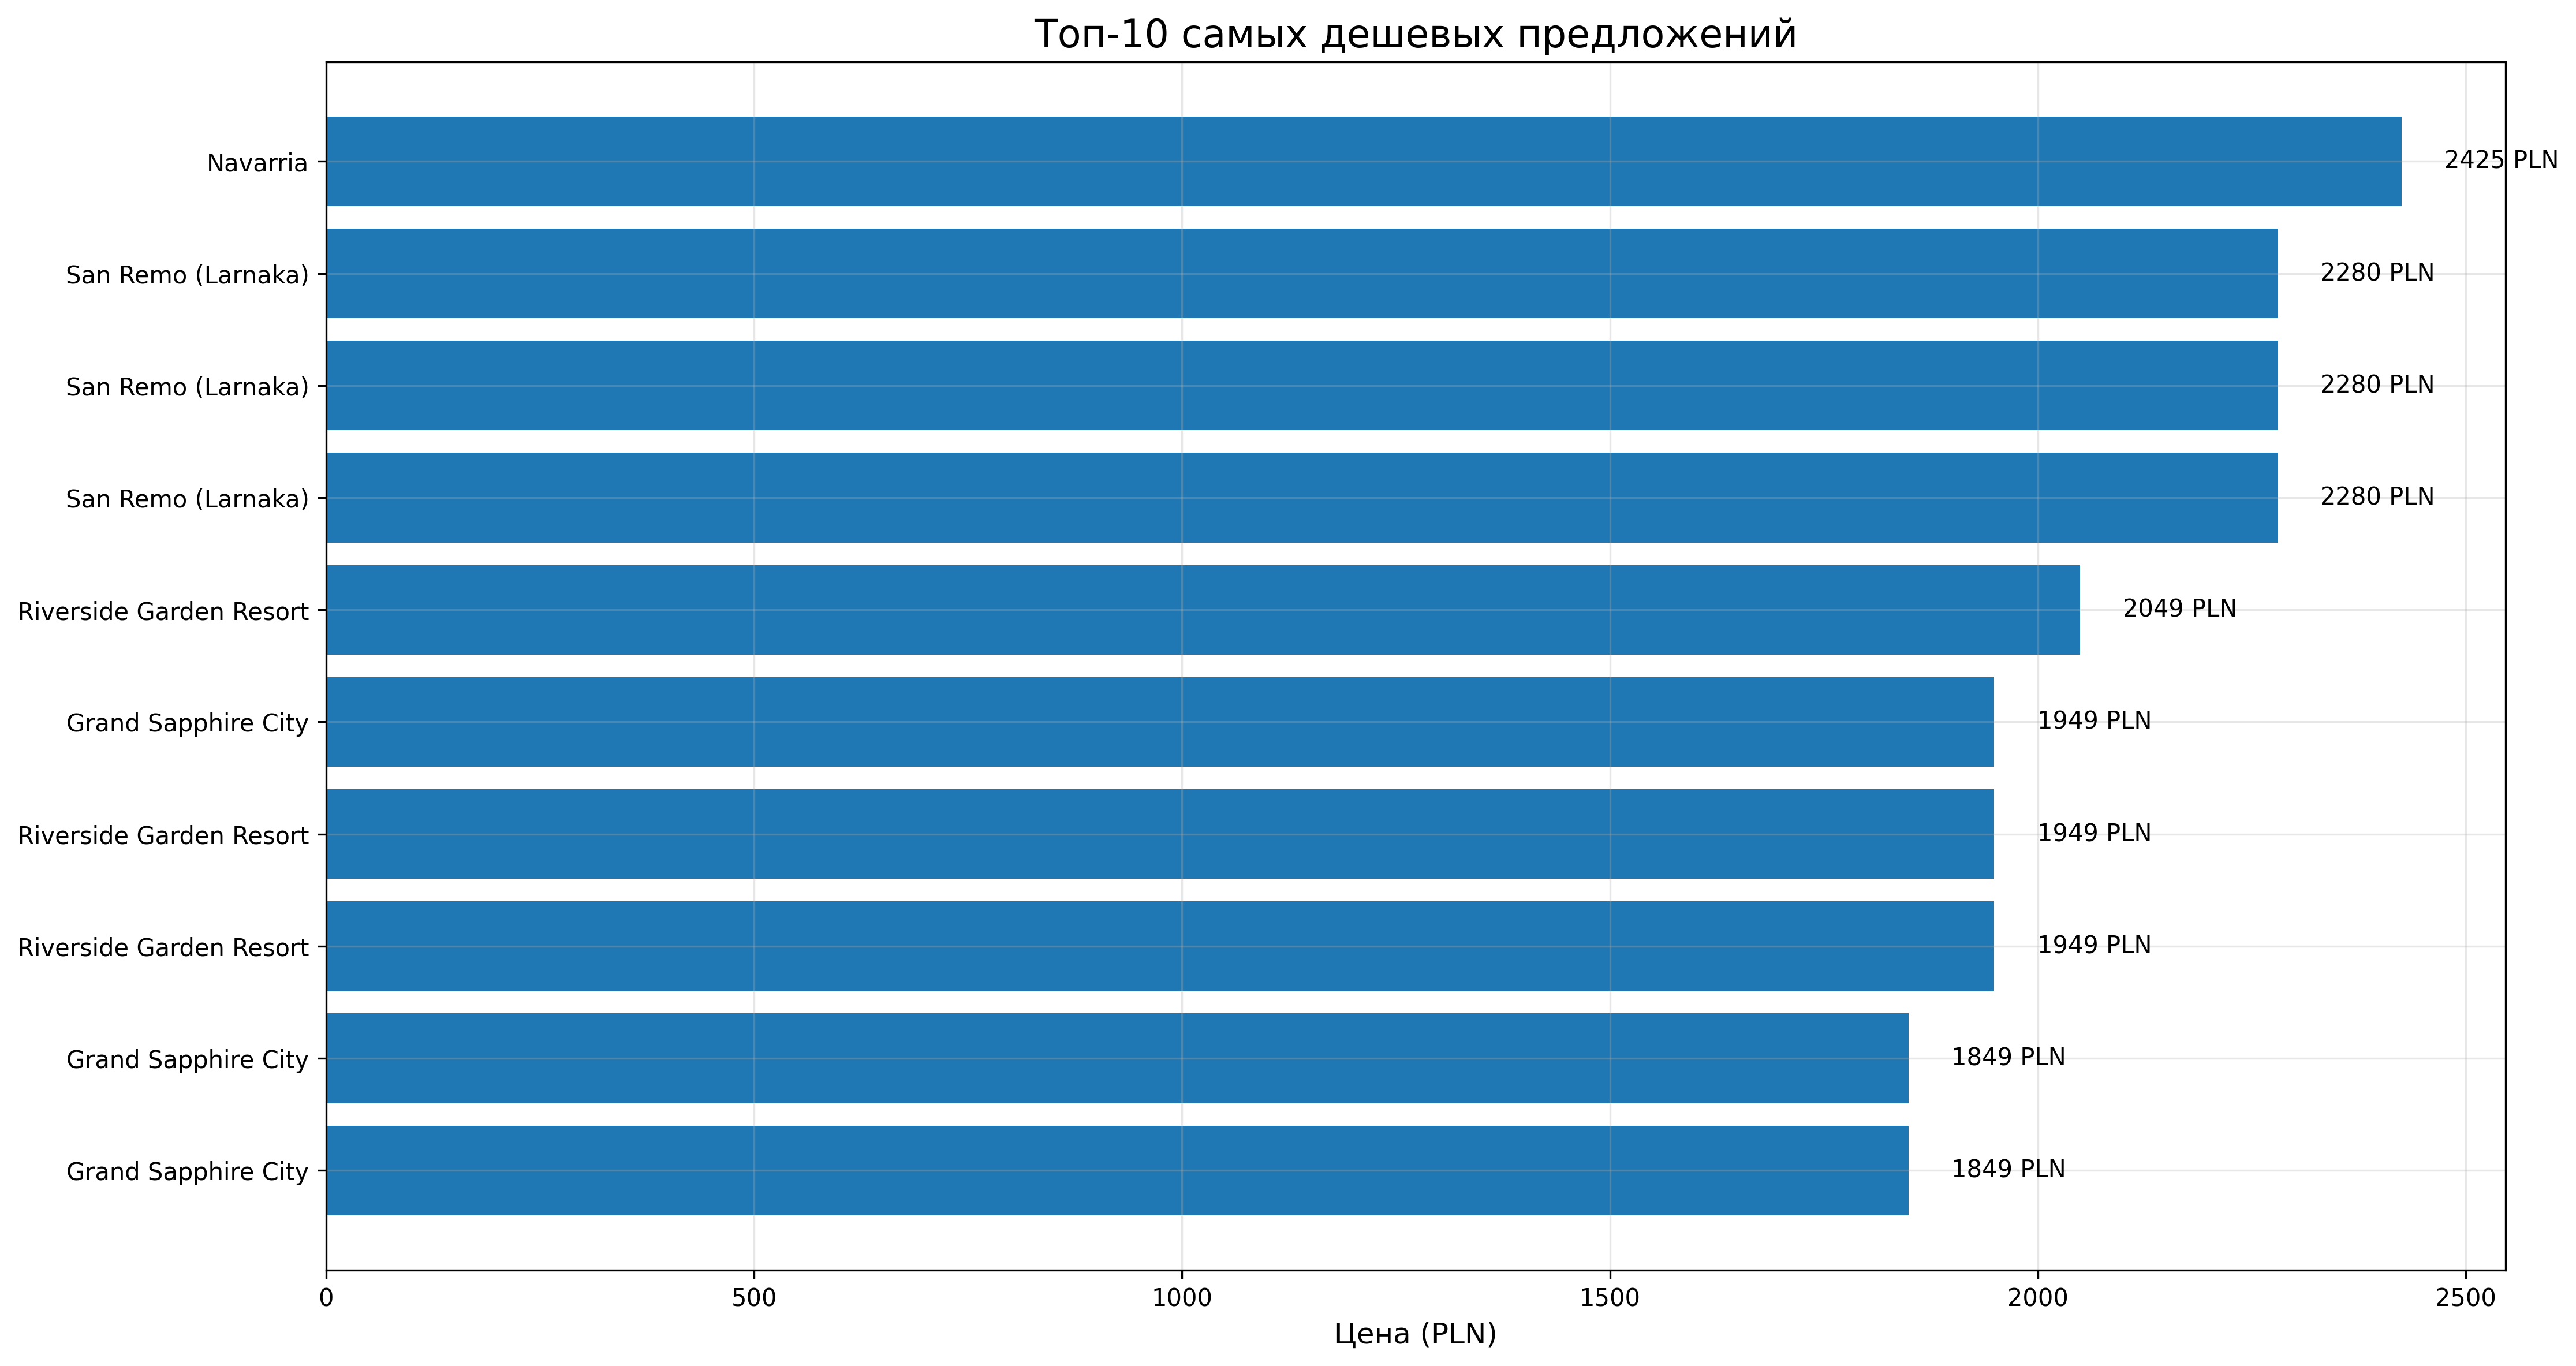 Топ-10 самых дешевых предложений
Navarria 2425 PLN
San Remo (Larnaka) 2280 PLN
San Remo (Larnaka) 2280 PLN
San Remo (Larnaka) 2280 PLN
Riverside Garden Resort 2049 PLN
Grand Sapphire City 1949 PLN
Riverside Garden Resort 1949 PLN
Riverside Garden Resort 1949 PLN
Grand Sapphire City 1849 PLN
Grand Sapphire City 1849 PLN
0 500 1000 1500 2000 2500
Цена (PLN)